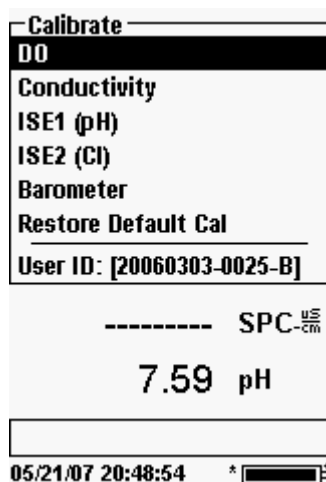 Calibrate
DO
Conductivity
ISE1 (pH)
ISE2 (Cl)
Barometer
Restore Default Cal
User ID: [20060303-0025-B]
--------- SPC-uS/cm
7.59 pH
05/21/07 20:48:54 *